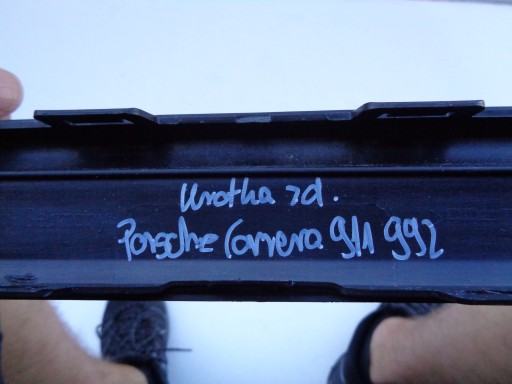 Kratka zd.
Porsche Carrera 911 992